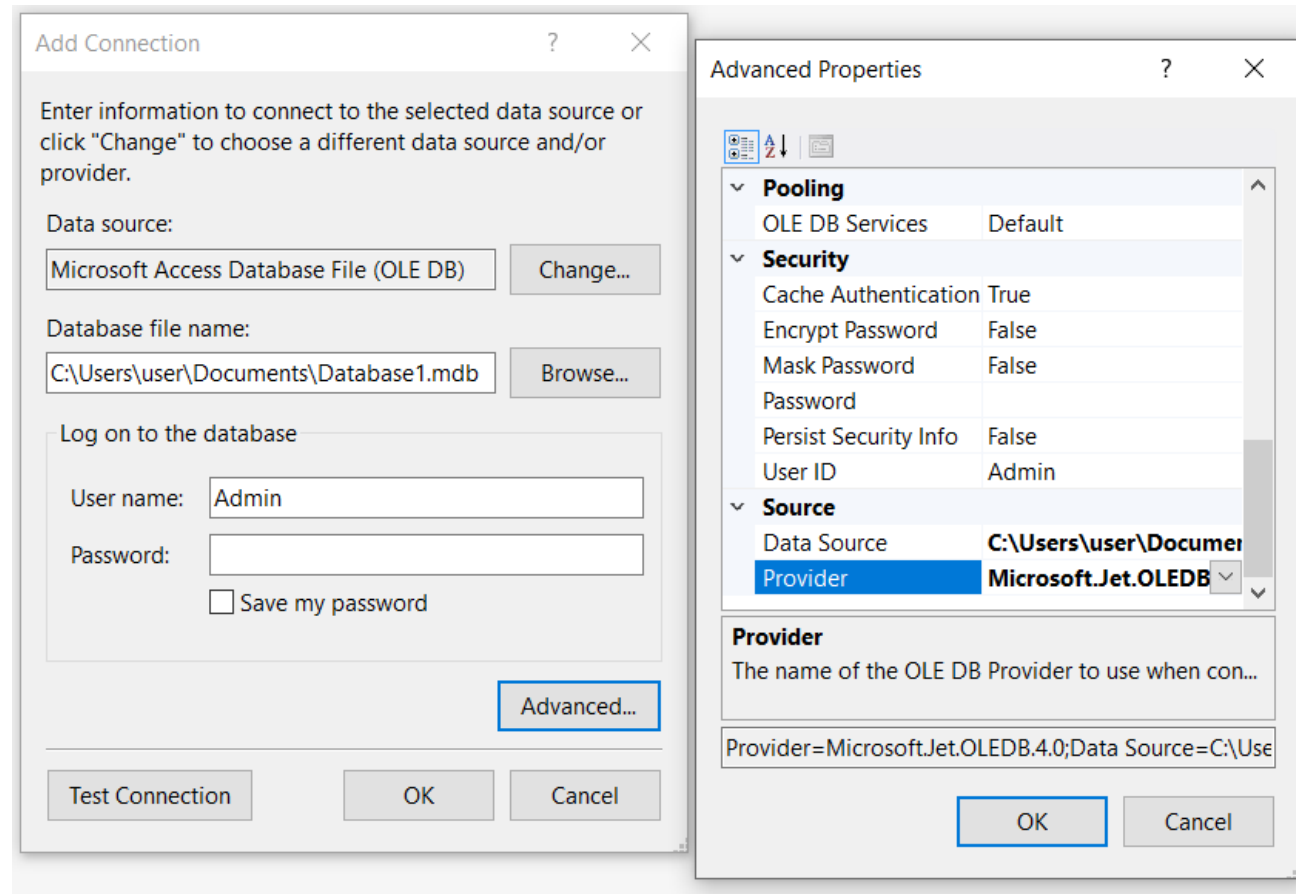 Add Connection
?
Enter information to connect to the selected data source or
click "Change" to choose a different data source and/or
provider.
Data source:
Microsoft Access Database File (OLE DB)
Change...
Database file name:
C:\Users\user\Documents\Database1.mdb
Browse...
Log on to the database
User name:
Admin
Password:
Save my password
Advanced...
Test Connection
OK
Cancel
Advanced Properties
?
A
Z
Pooling
OLE DB Services Default
Security
Cache Authentication True
Encrypt Password False
Mask Password False
Password
Persist Security Info False
User ID Admin
Source
Data Source C:\Users\user\Documen
Provider Microsoft.Jet.OLEDB
Provider
The name of the OLE DB Provider to use when con...
Provider=Microsoft.Jet.OLEDB.4.0;Data Source=C:\Use
OK
Cancel